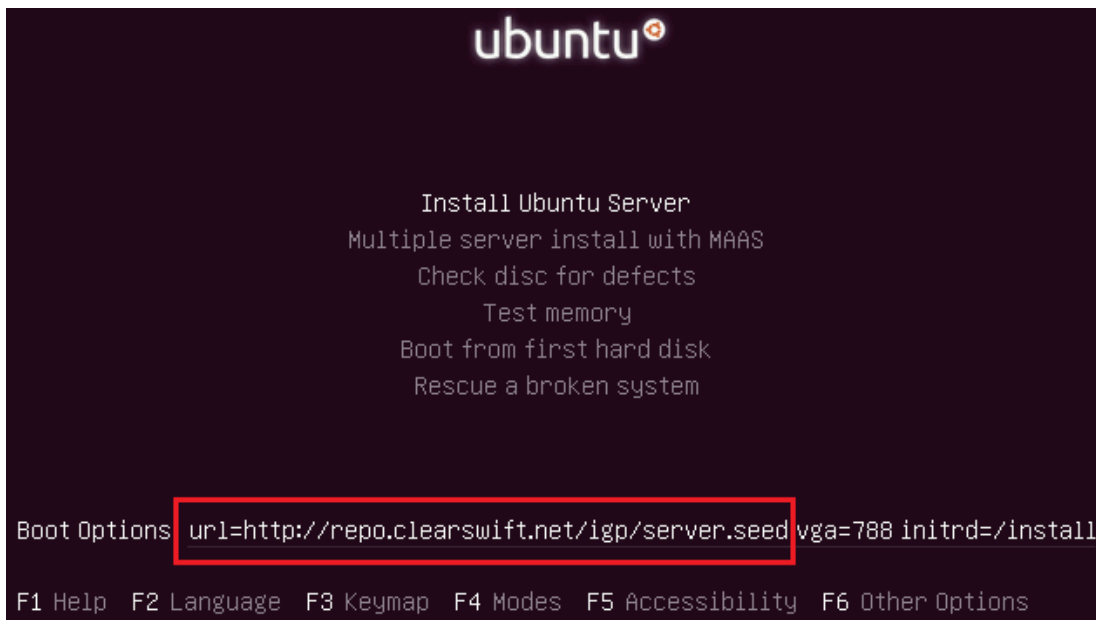 ubuntu
Install Ubuntu Server
Multiple server install with MAAS
Check disc for defects
Test memory
Boot from first hard disk
Rescue a broken system
Boot Options url=http://repo.clearswift.net/igp/server.seed vga=788 initrd=/install
F1 Help F2 Language F3 Keymap F4 Modes F5 Accessibility F6 Other Options